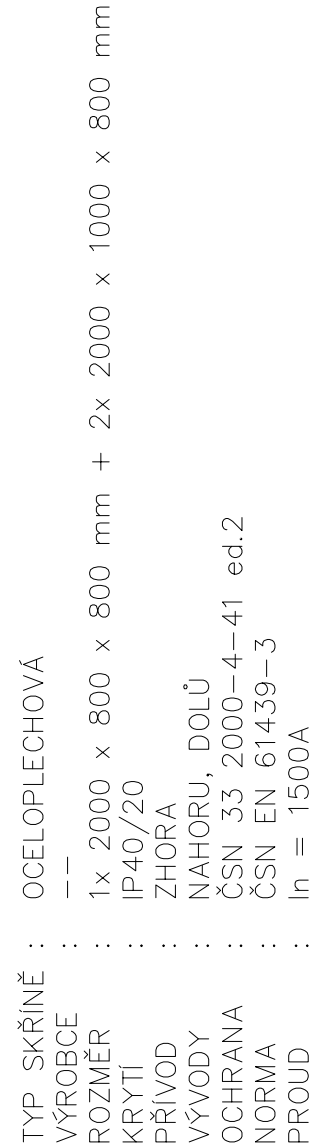 TYP SKŘÍNĚ : OCELOPLECHOVÁ
VÝROBCE : --
ROZMĚR : 1x 2000 x 800 x 800 mm + 2x 2000 x 1000 x 800 mm
KRYTÍ : IP40/20
PŘÍVOD : ZHORA
VÝVODY : NAHORU, DOLŮ
OCHRANA : ČSN 33 2000-4-41 ed.2
NORMA : ČSN EN 61439-3
PROUD : In = 1500A